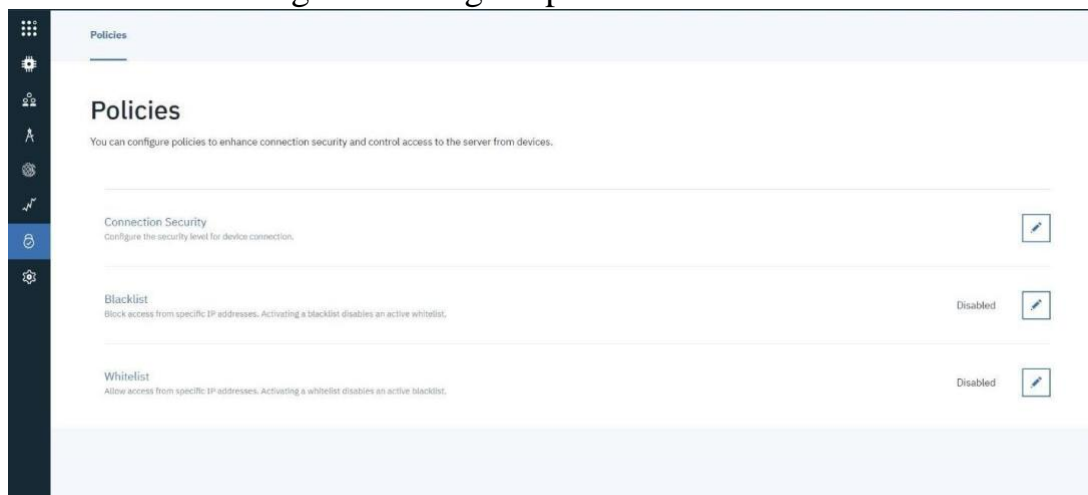 Policies
Policies
You can configure policies to enhance connection security and control access to the server from devices.
Connection Security
Configure the security level for device connection.
Blacklist
Disabled
Block access from specific IP addresses. Activating a blacklist disables an active whitelist.
Whitelist
Disabled
Allow access from specific IP addresses. Activating a whitelist disables an active blacklist.